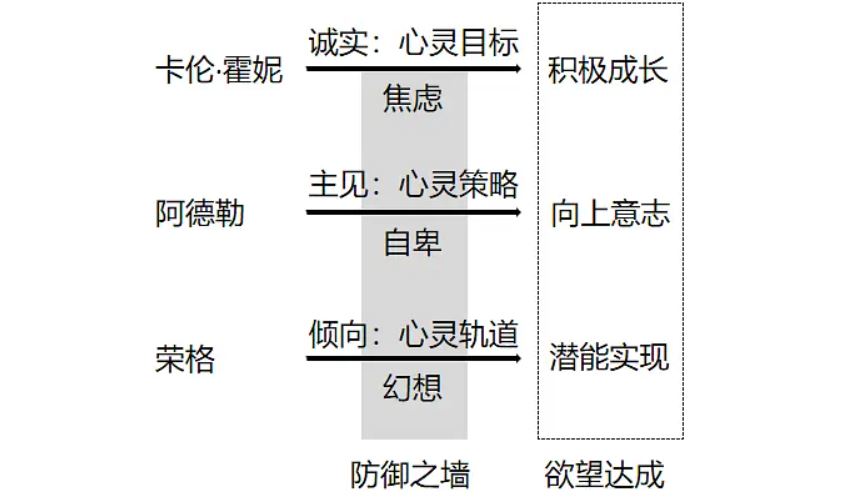 诚实：心灵目标
卡伦·霍妮
积极成长
焦虑
主见：心灵策略
阿德勒
向上意志
自卑
倾向：心灵轨道
荣格
潜能实现
幻想
防御之墙
欲望达成